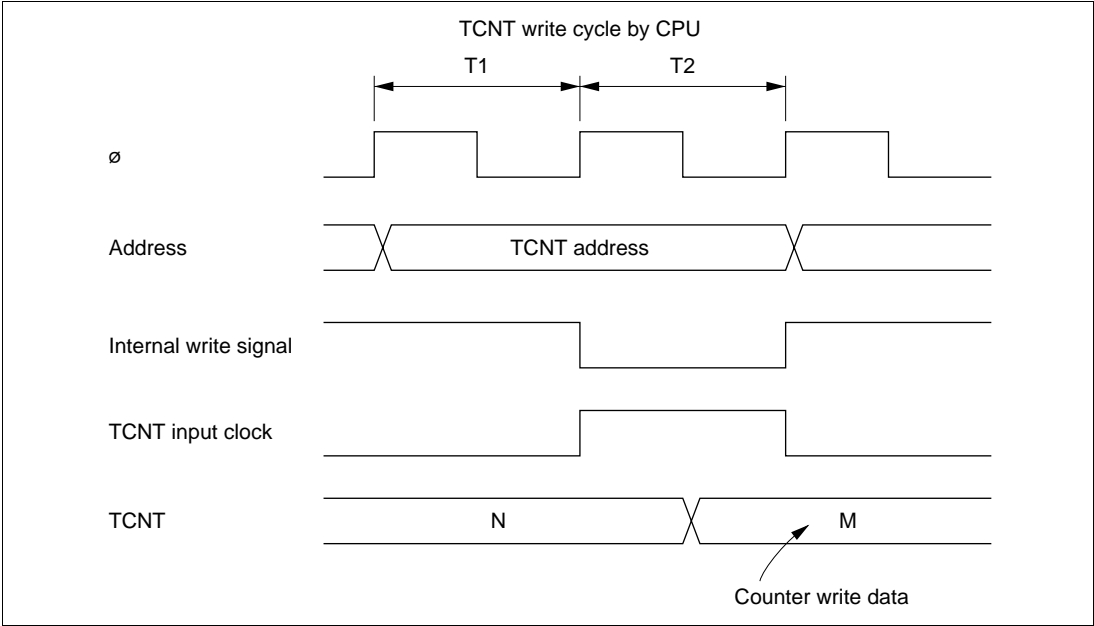 TCNT write cycle by CPU
T1 T2
ø
Address TCNT address
Internal write signal
TCNT input clock
TCNT N M
Counter write data